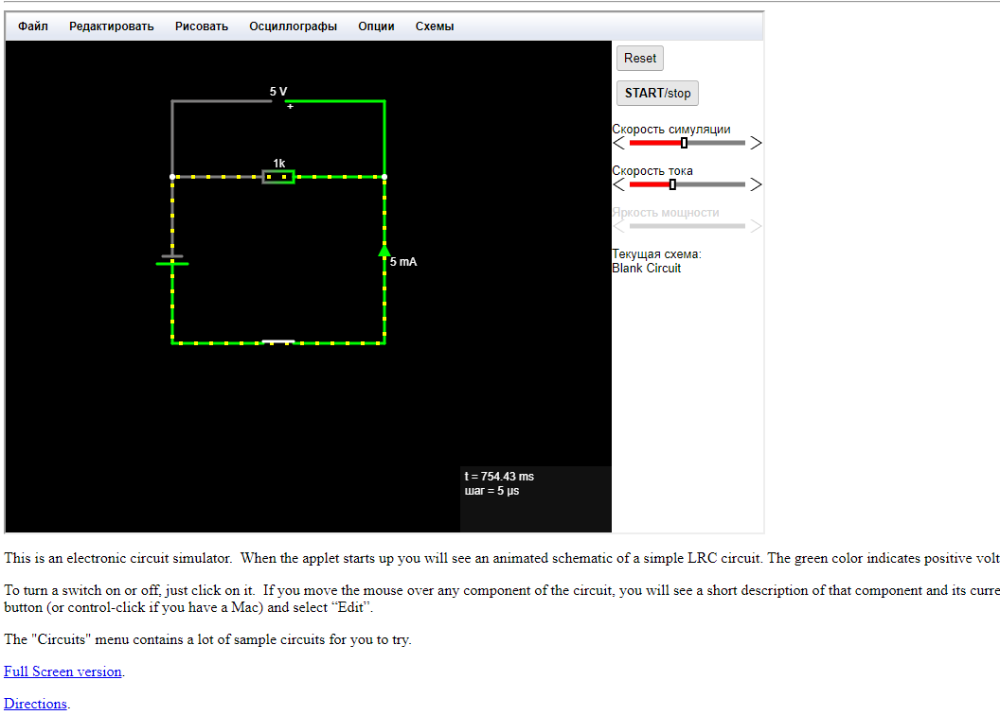 Файл Редактировать Рисовать Осциллографы Опции Схемы
Reset
START/stop
5 V
+
Скорость симуляции
1k
Скорость тока
Яркость мощности
5 mA
Текущая схема:
Blank Circuit
t = 754.43 ms
шаг = 5 µs
This is an electronic circuit simulator. When the applet starts up you will see an animated schematic of a simple LRC circuit. The green color indicates positive volt
To turn a switch on or off, just click on it. If you move the mouse over any component of the circuit, you will see a short description of that component and its curre
button (or control-click if you have a Mac) and select “Edit”.
The "Circuits" menu contains a lot of sample circuits for you to try.
Full Screen version.
Directions.